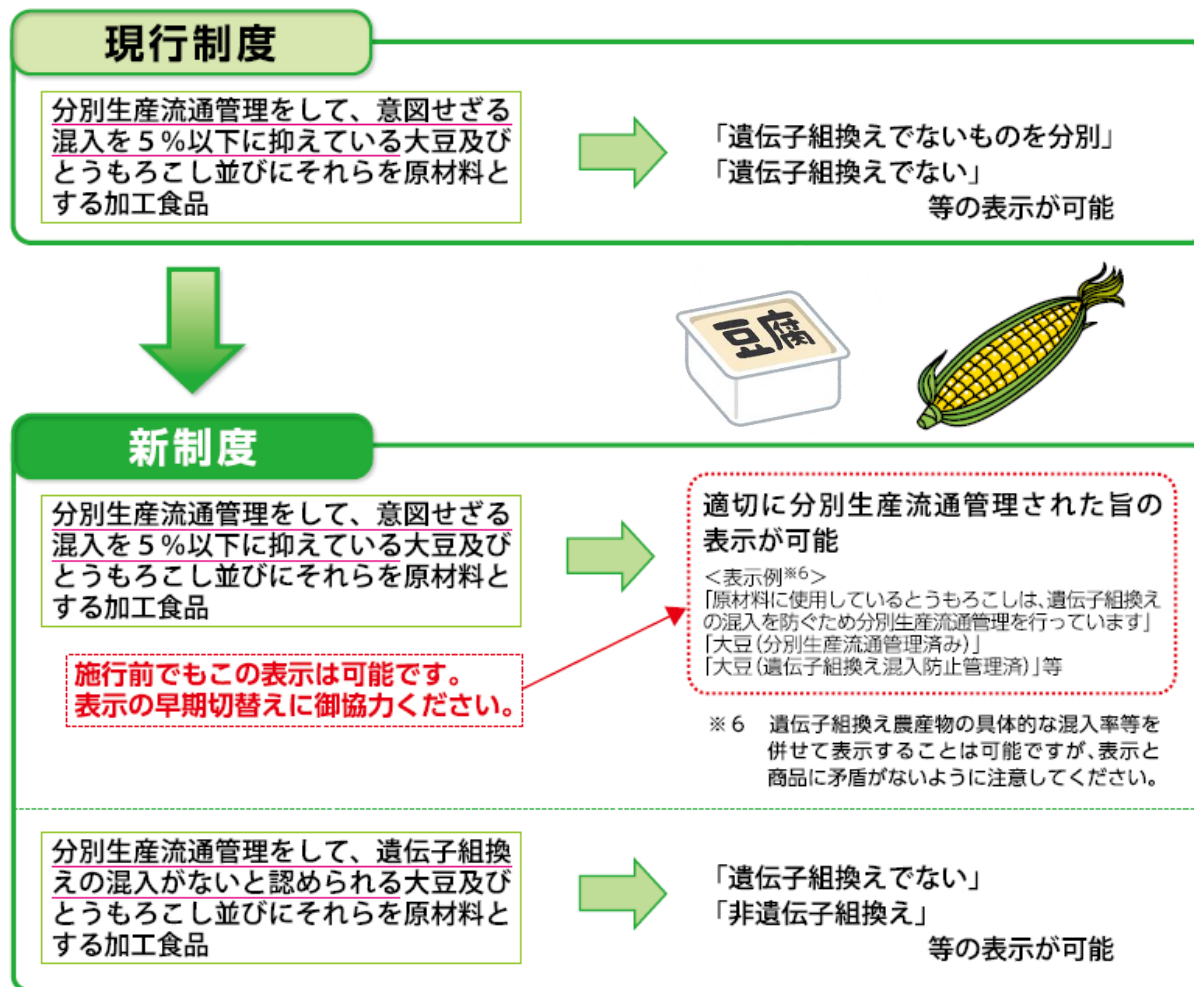 現行制度
分別生産流通管理をして、意図せざる
混入を5%以下に抑えている大豆及び
とうもろこし並びにそれらを原材料と
する加工食品
「遺伝子組換えでないものを分別」
「遺伝子組換えでない」
等の表示が可能
豆腐
新制度
分別生産流通管理をして、意図せざる
混入を5%以下に抑えている大豆及び
とうもろこし並びにそれらを原材料と
する加工食品
適切に分別生産流通管理された旨の
表示が可能
<表示例※6>
「原材料に使用しているとうもろこしは、遺伝子組換え
の混入を防ぐため分別生産流通管理を行っています」
「大豆(分別生産流通管理済み)」
「大豆(遺伝子組換え混入防止管理済)」等
施行前でもこの表示は可能です。
表示の早期切替えに御協力ください。
※6 遺伝子組換え農産物の具体的な混入率等を
併せて表示することは可能ですが、表示と
商品に矛盾がないように注意してください。
分別生産流通管理をして、遺伝子組換
えの混入がないと認められる大豆及び
とうもろこし並びにそれらを原材料と
する加工食品
「遺伝子組換えでない」
「非遺伝子組換え」
等の表示が可能